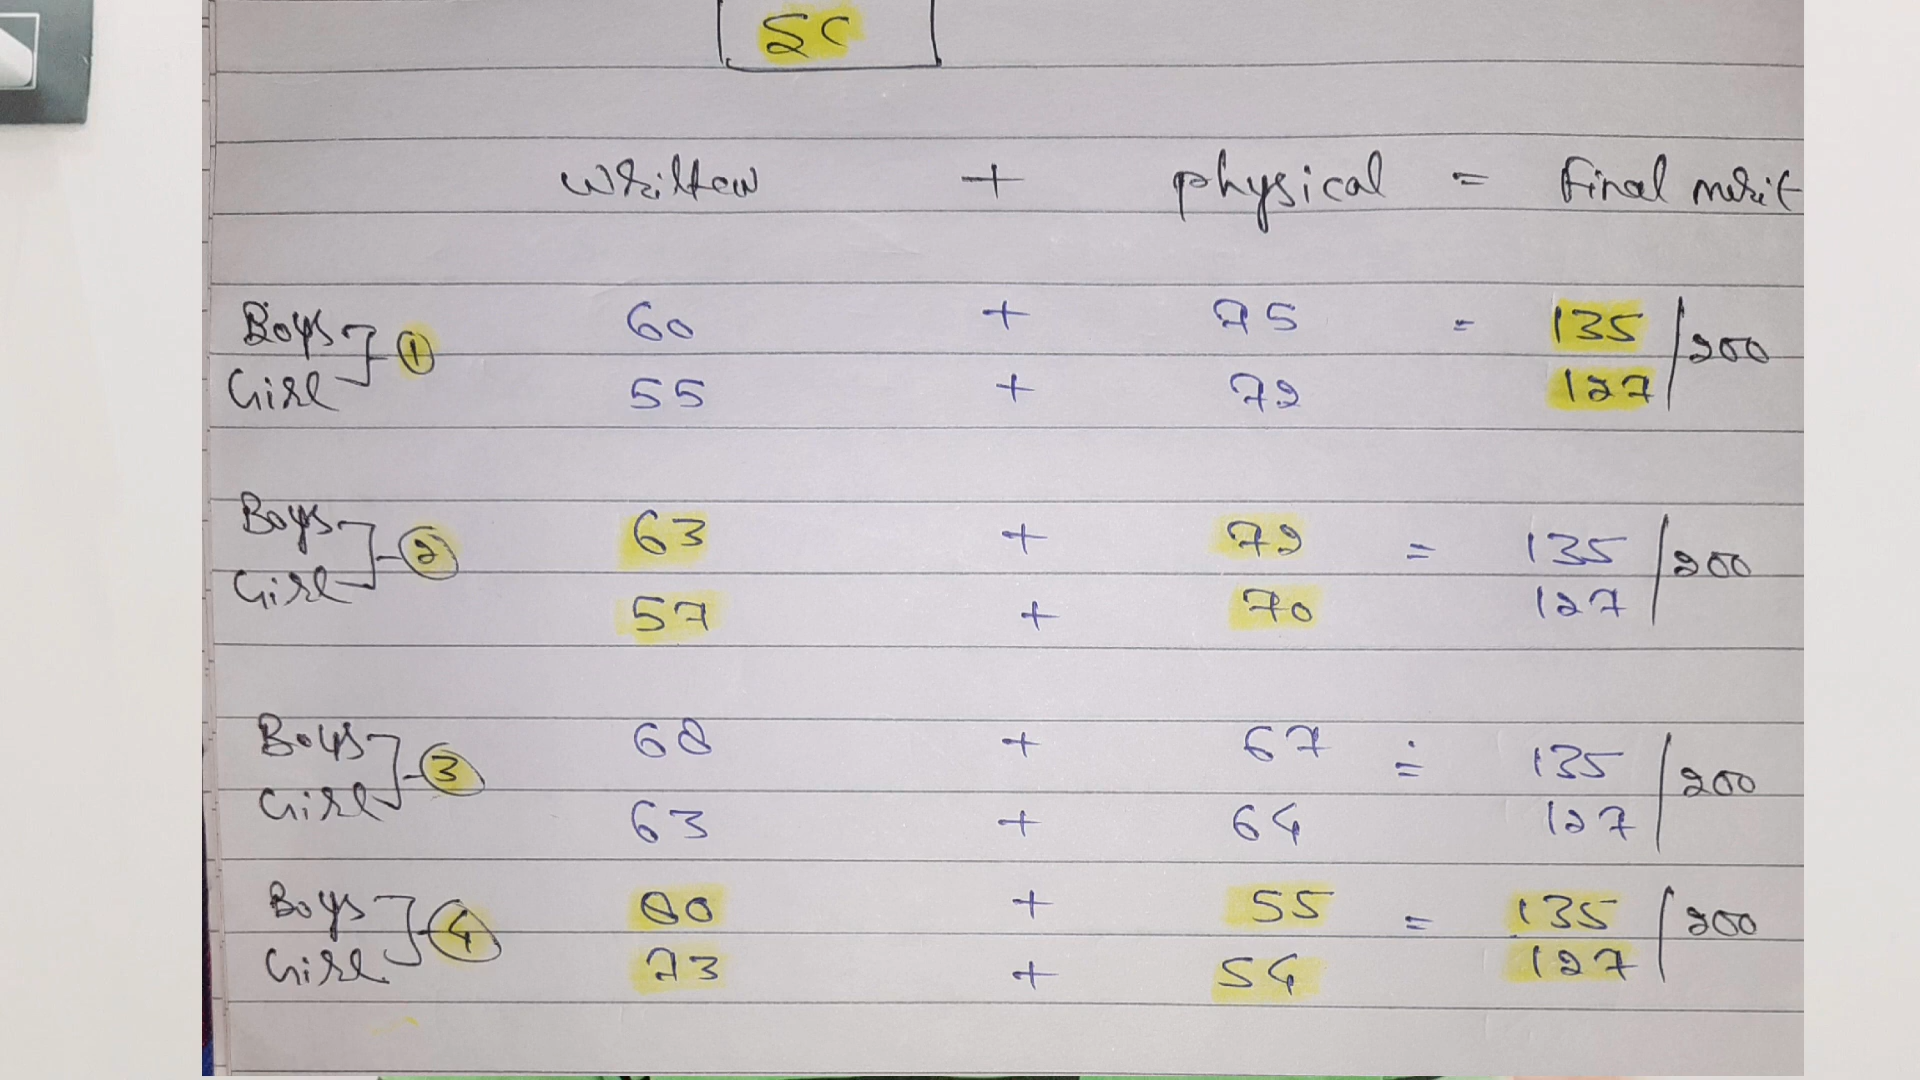 SC
Written + physical = Final merit
Boys 60 + 75 = 135
① /200
Girl 55 + 72 127
Boys 63 + 72 = 135
② /200
Girl 57 + 70 127
Boys 68 + 67 = 135
③ /200
Girl 63 + 64 127
Boys 80 + 55 = 135
④ /200
Girl 73 + 54 127